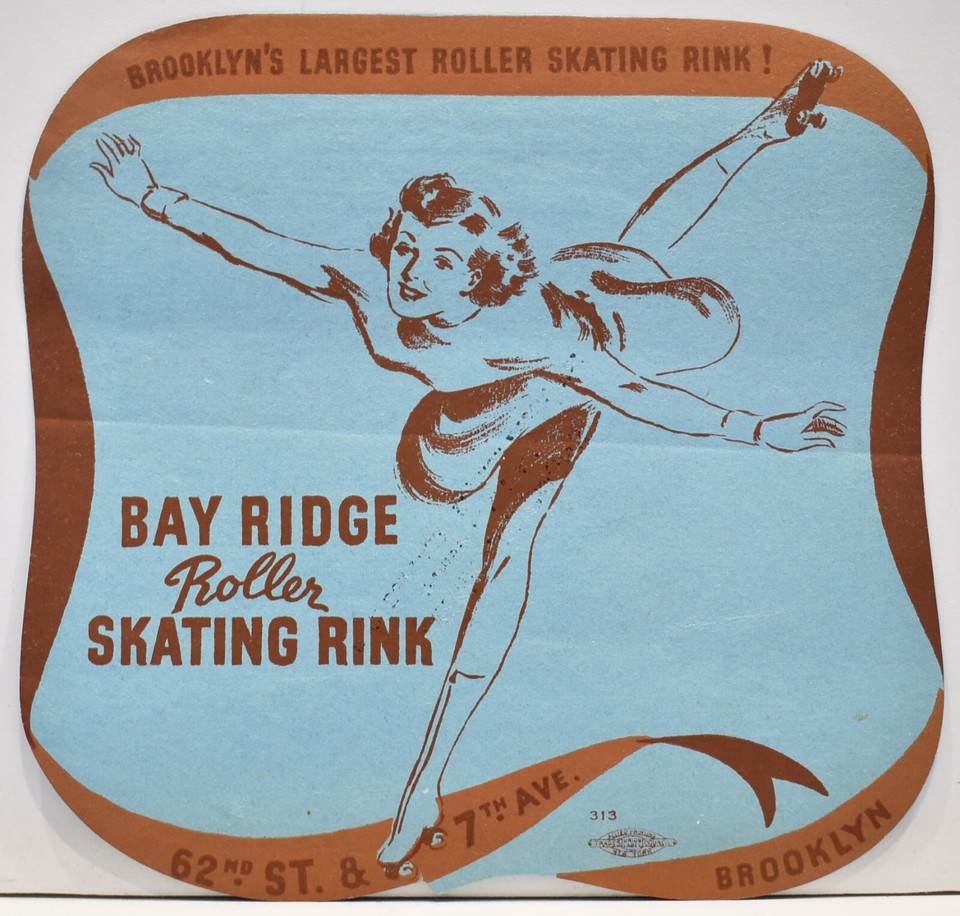 BROOKLYN'S LARGEST ROLLER SKATING RINK!
BAY RIDGE
Roller
SKATING RINK
62ND ST. & 7TH AVE.
BROOKLYN
313